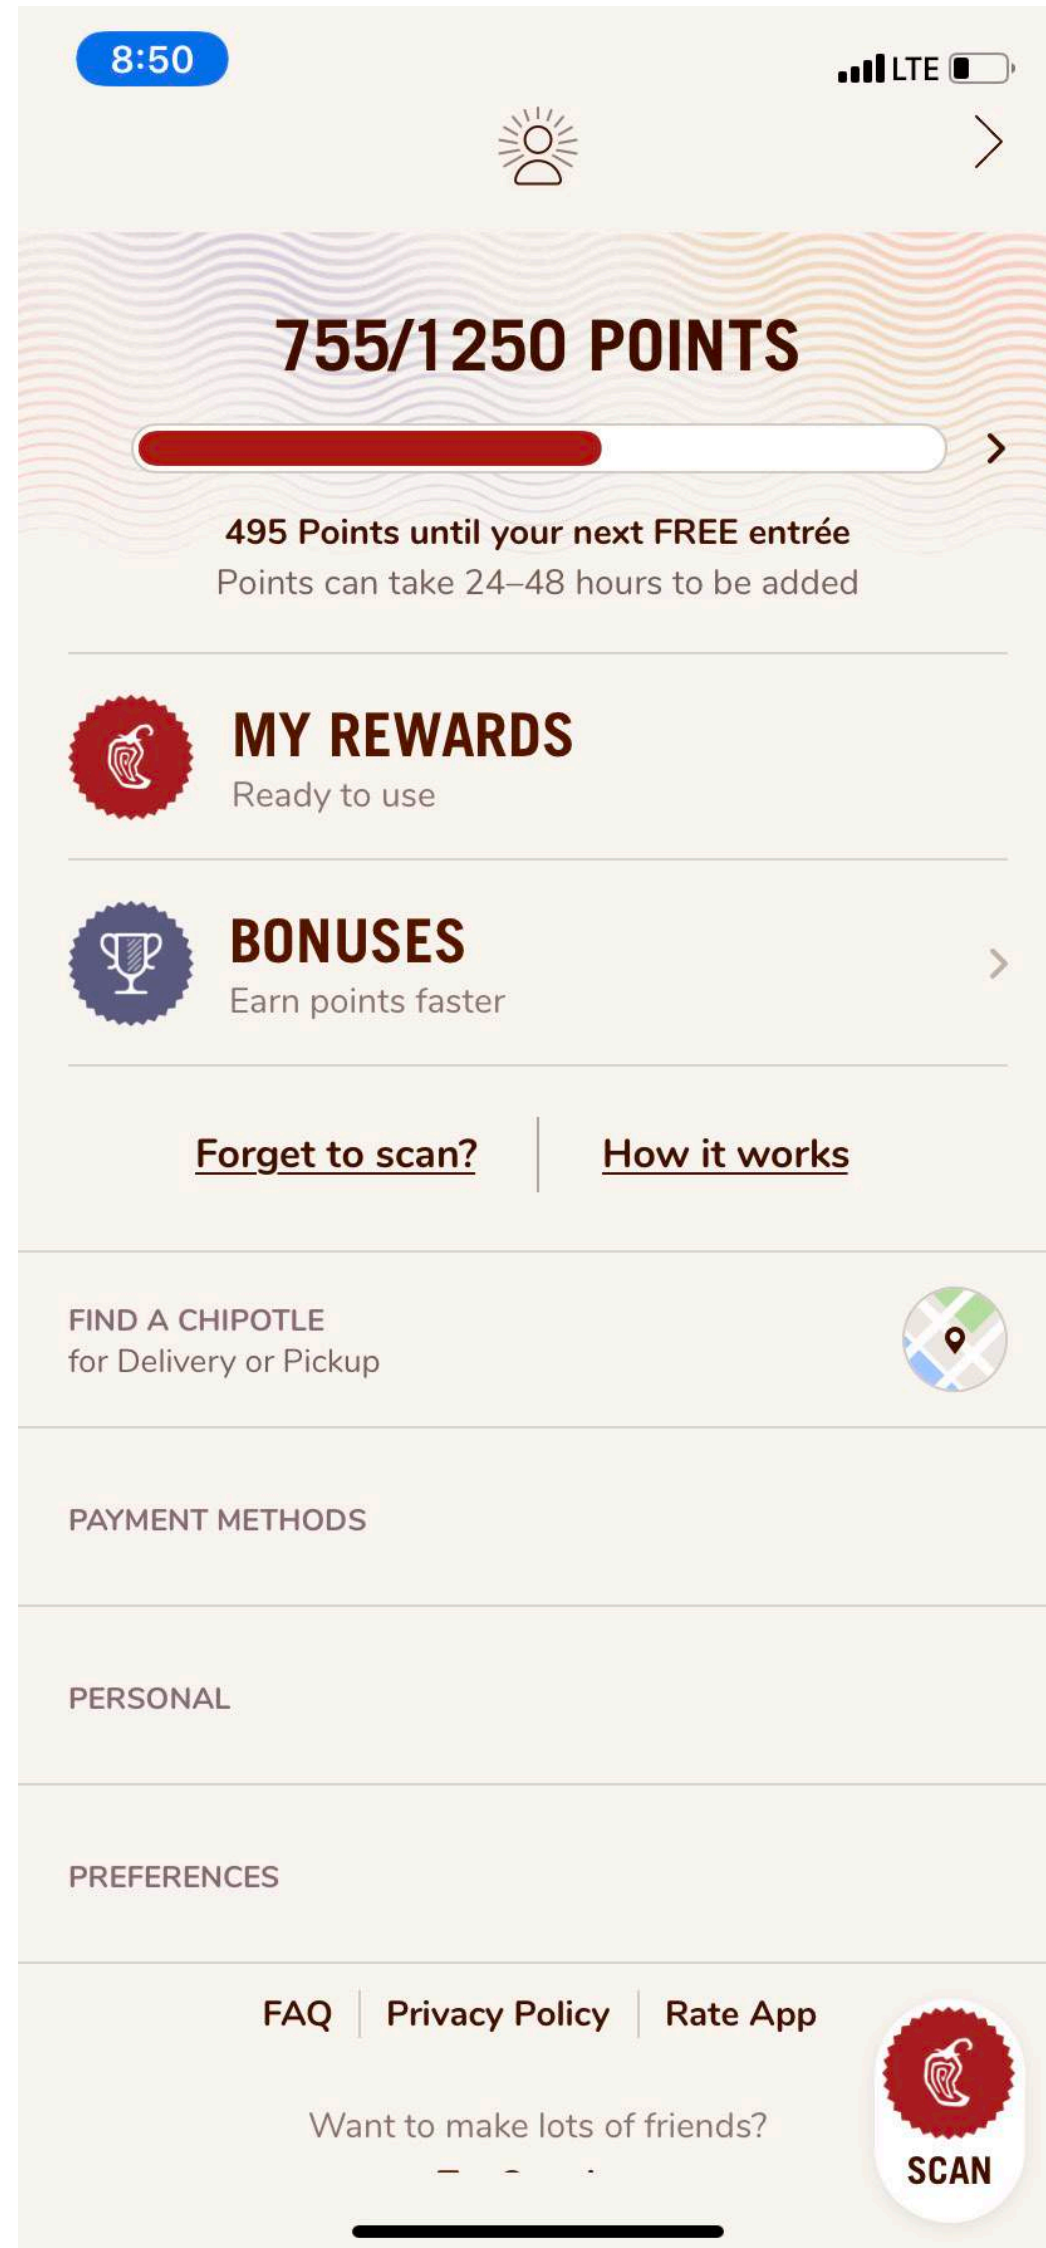 8:50
LTE
755/1250 POINTS
495 Points until your next FREE entrée
Points can take 24–48 hours to be added
MY REWARDS
Ready to use
BONUSES
Earn points faster
Forget to scan?
How it works
FIND A CHIPOTLE
for Delivery or Pickup
PAYMENT METHODS
PERSONAL
PREFERENCES
FAQ
Privacy Policy
Rate App
Want to make lots of friends?
SCAN